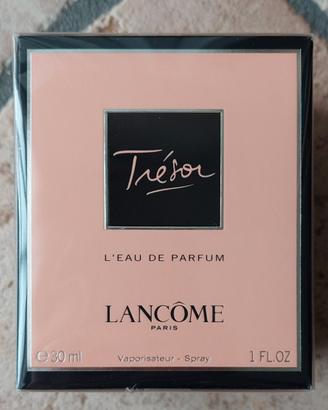 Trésor
L'EAU DE PARFUM
LANCÔME
PARIS
e 30 ml Vaporisateur - Spray 1 FL.OZ